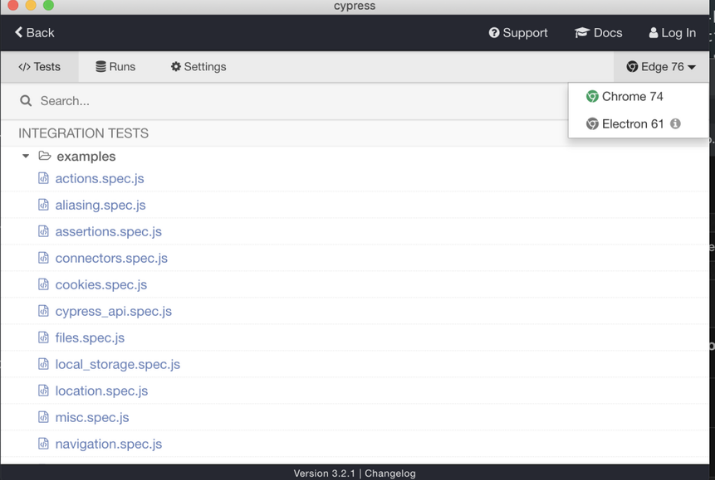 cypress
Back
Support
Docs
Log In
</> Tests
Runs
Settings
Edge 76
Search...
Chrome 74
Electron 61
INTEGRATION TESTS
examples
actions.spec.js
aliasing.spec.js
assertions.spec.js
connectors.spec.js
cookies.spec.js
cypress_api.spec.js
files.spec.js
local_storage.spec.js
location.spec.js
misc.spec.js
navigation.spec.js
Version 3.2.1 | Changelog